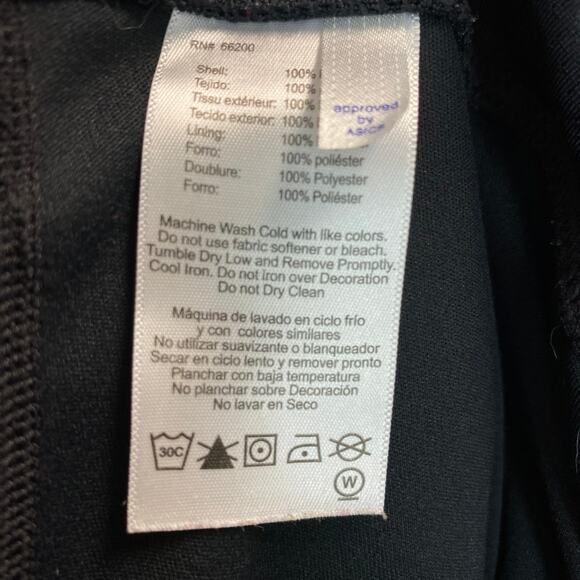 RN# 66200
Shell: 100%
Tejido: 100%
Tissu extérieur: 100%
Tecido exterior: 100%
Lining: 100%
Forro: 100% poliéster
Doublure: 100% Polyester
Forro: 100% Poliéster
approved
by
ASICS
Machine Wash Cold with like colors.
Do not use fabric softener or bleach.
Tumble Dry Low and Remove Promptly.
Cool Iron. Do not Iron over Decoration
Do not Dry Clean
Máquina de lavado en ciclo frío
y con colores similares
No utilizar suavizante o blanqueador
Secar en ciclo lento y remover pronto
Planchar con baja temperatura
No planchar sobre Decoración
No lavar en Seco
30C
W